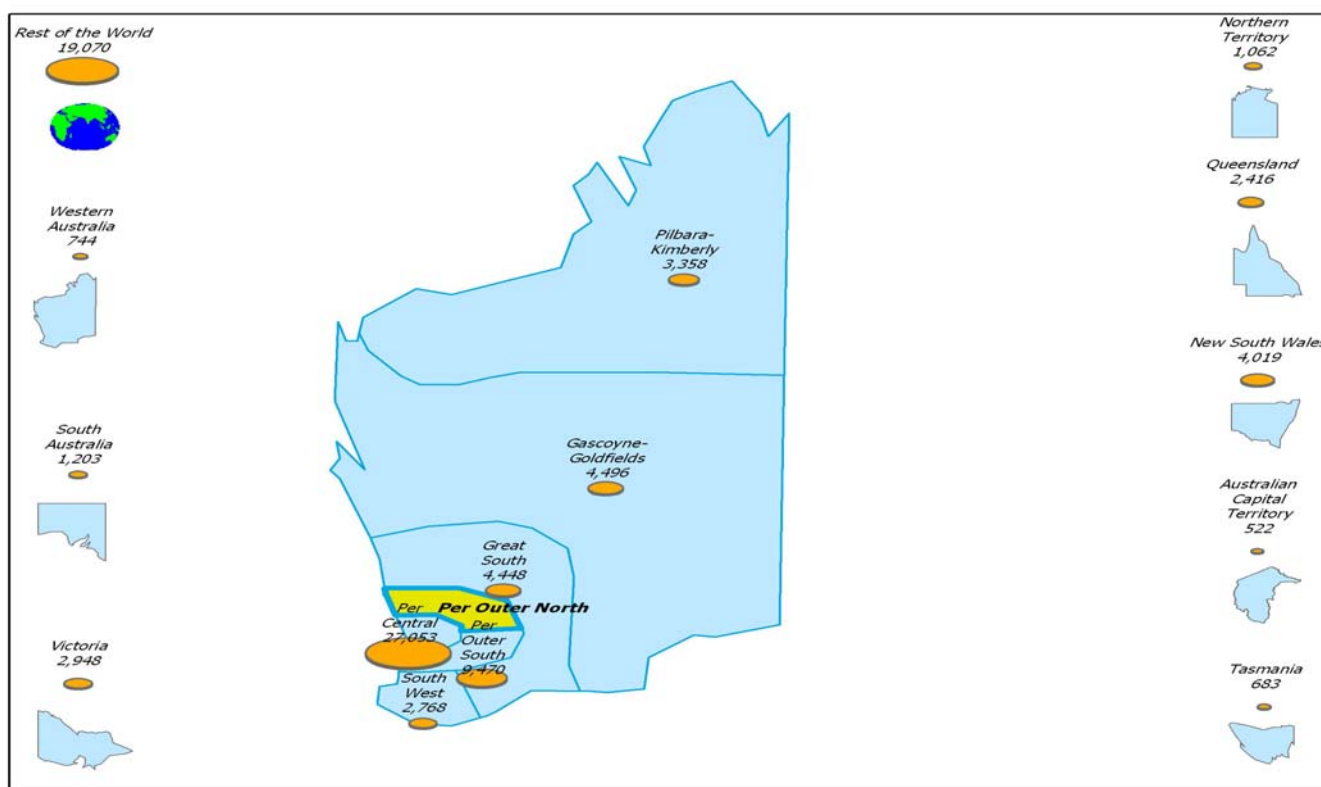 Rest of the World
19,070
Western
Australia
744
South
Australia
1,203
Victoria
2,948
Pilbara-
Kimberly
3,358
Gascoyne-
Goldfields
4,496
Great
South
4,448
Per Outer North
Per
Central
27,053
Per
Outer
South
9,470
South
West
2,768
Northern
Territory
1,062
Queensland
2,416
New South Wales
4,019
Australian
Capital
Territory
522
Tasmania
683